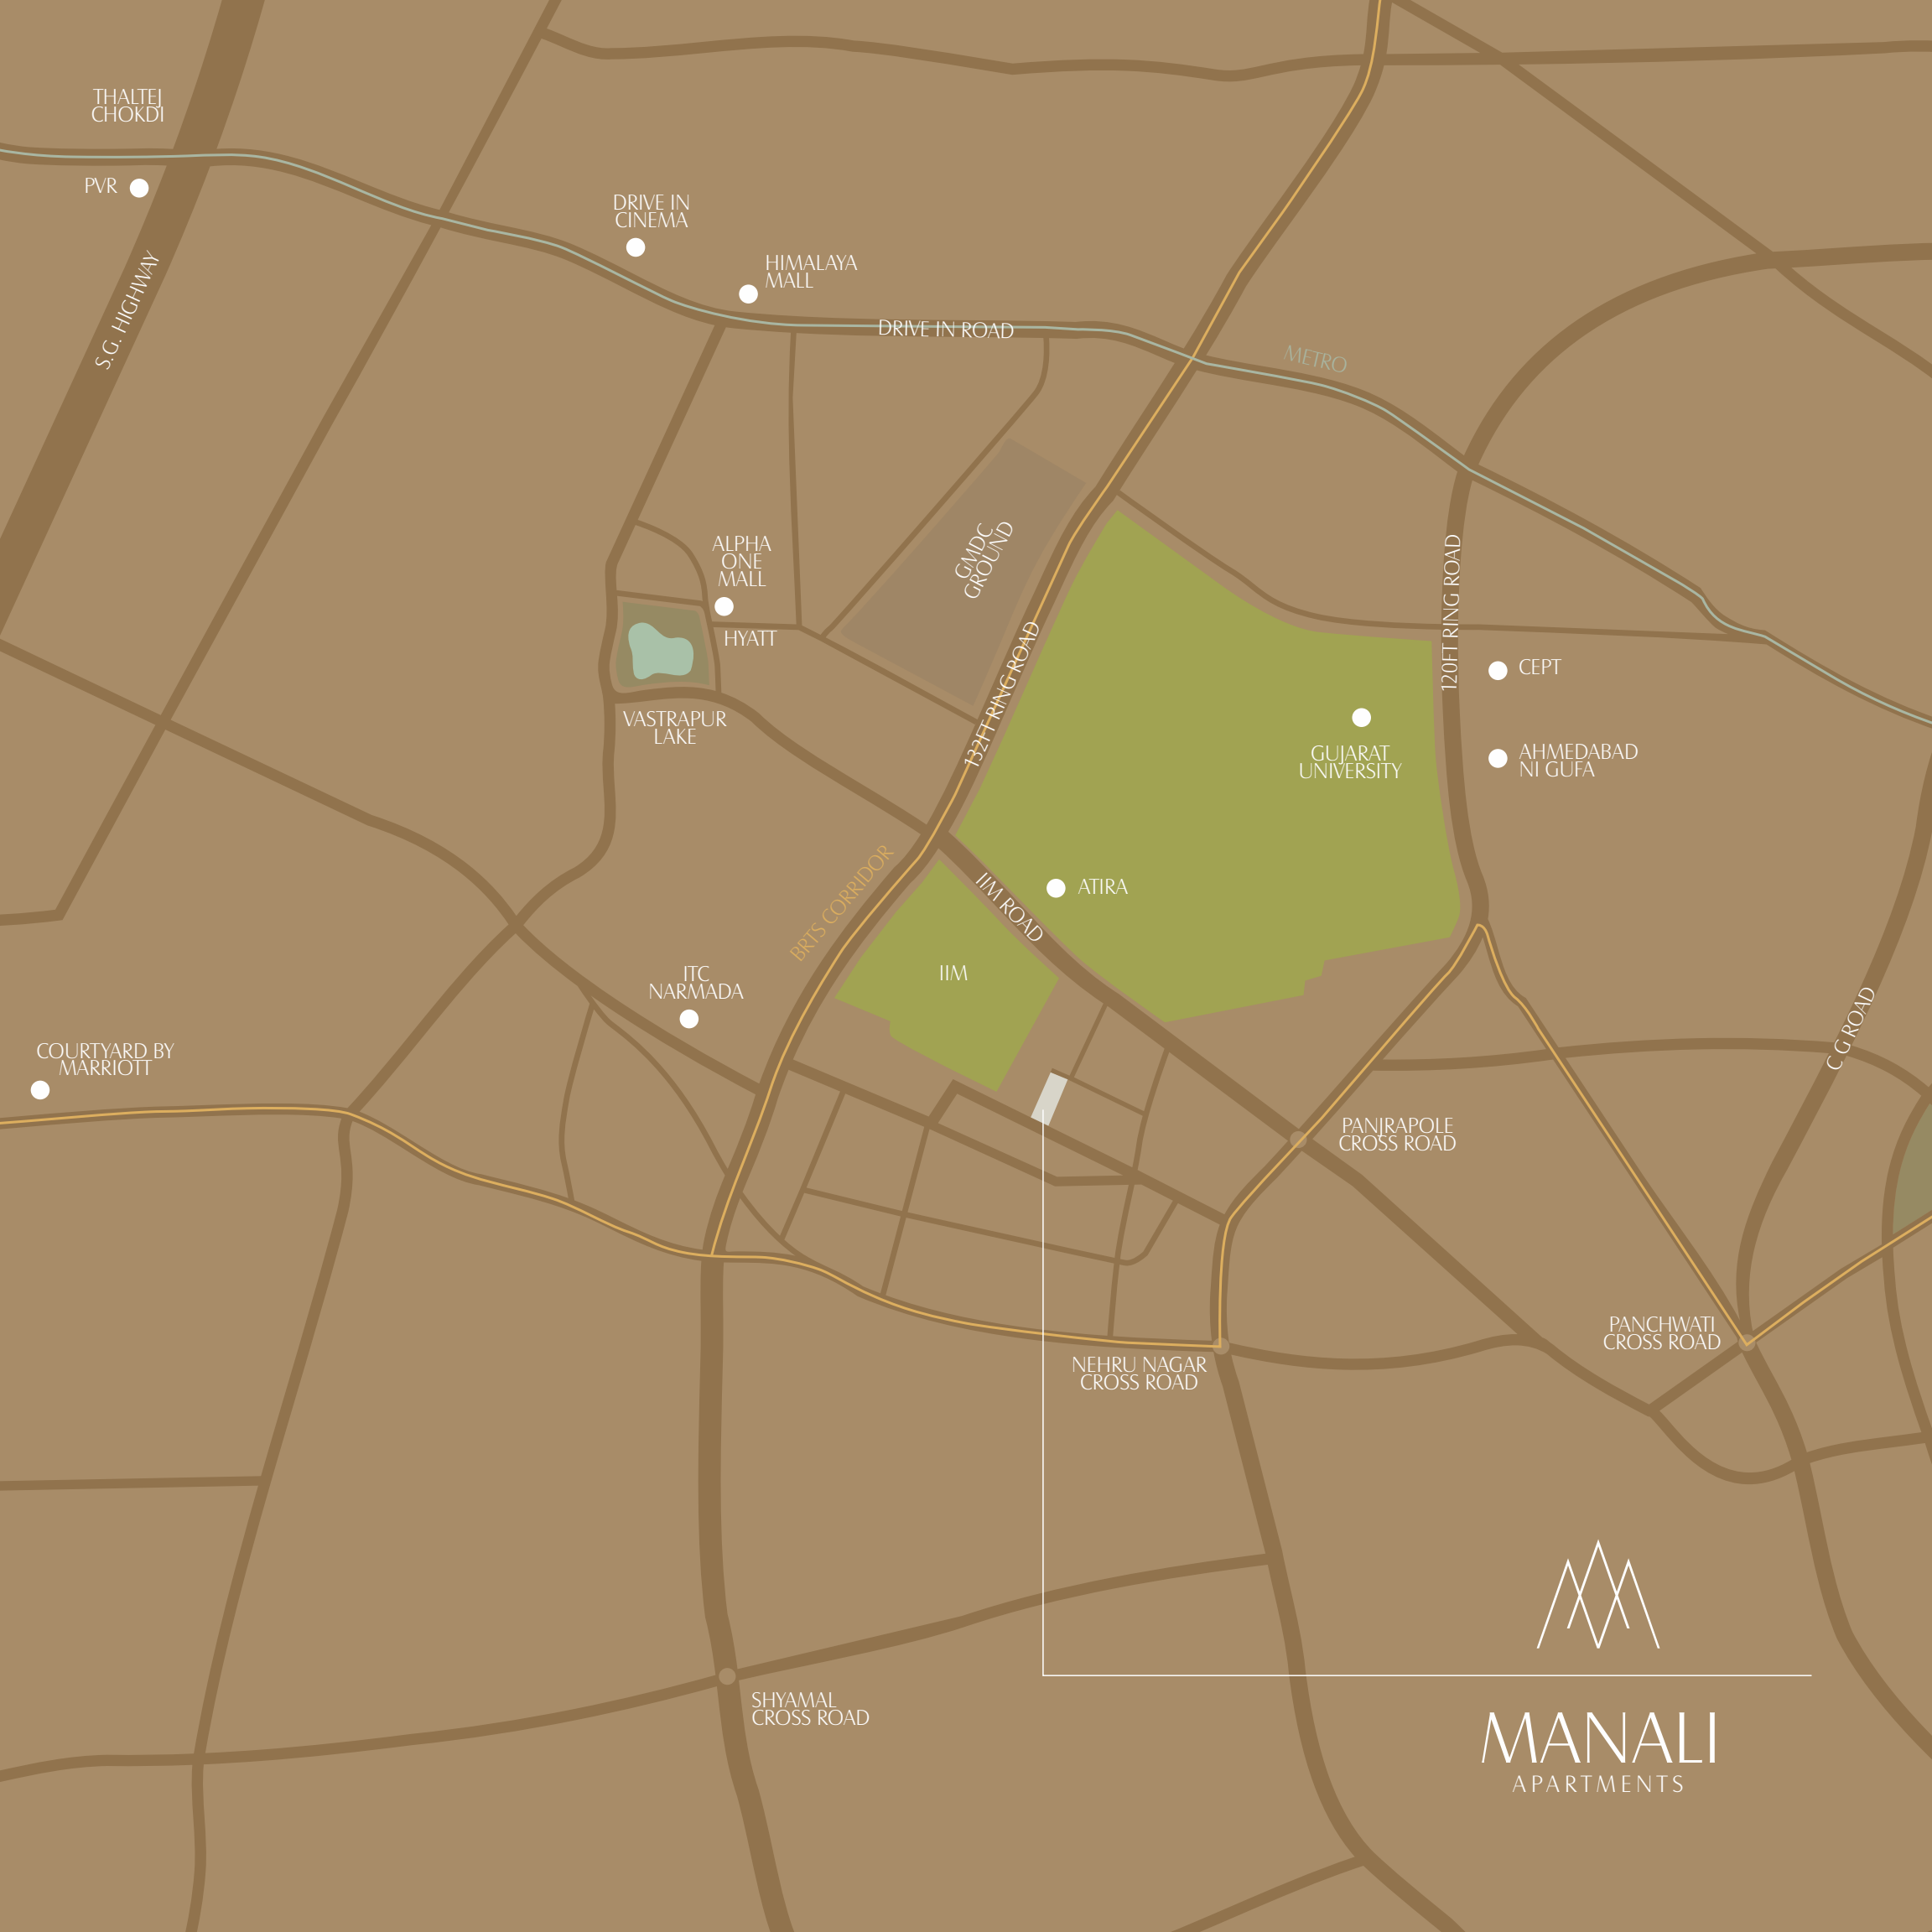 THALTEJ
CHOKDI
PVR
S.G. HIGHWAY
DRIVE IN
CINEMA
HIMALAYA
MALL
DRIVE IN ROAD
METRO
GMDC
GROUND
ALPHA
ONE
MALL
HYATT
VASTRAPUR
LAKE
132FT RING ROAD
120FT RING ROAD
CEPT
GUJARAT
UNIVERSITY
AHMEDABAD
NI GUFA
BRTS CORRIDOR
IIM ROAD
ATIRA
IIM
ITC
NARMADA
C G ROAD
COURTYARD BY
MARRIOTT
PANJRAPOLE
CROSS ROAD
PANCHWATI
CROSS ROAD
NEHRU NAGAR
CROSS ROAD
SHYAMAL
CROSS ROAD
MANALI
APARTMENTS